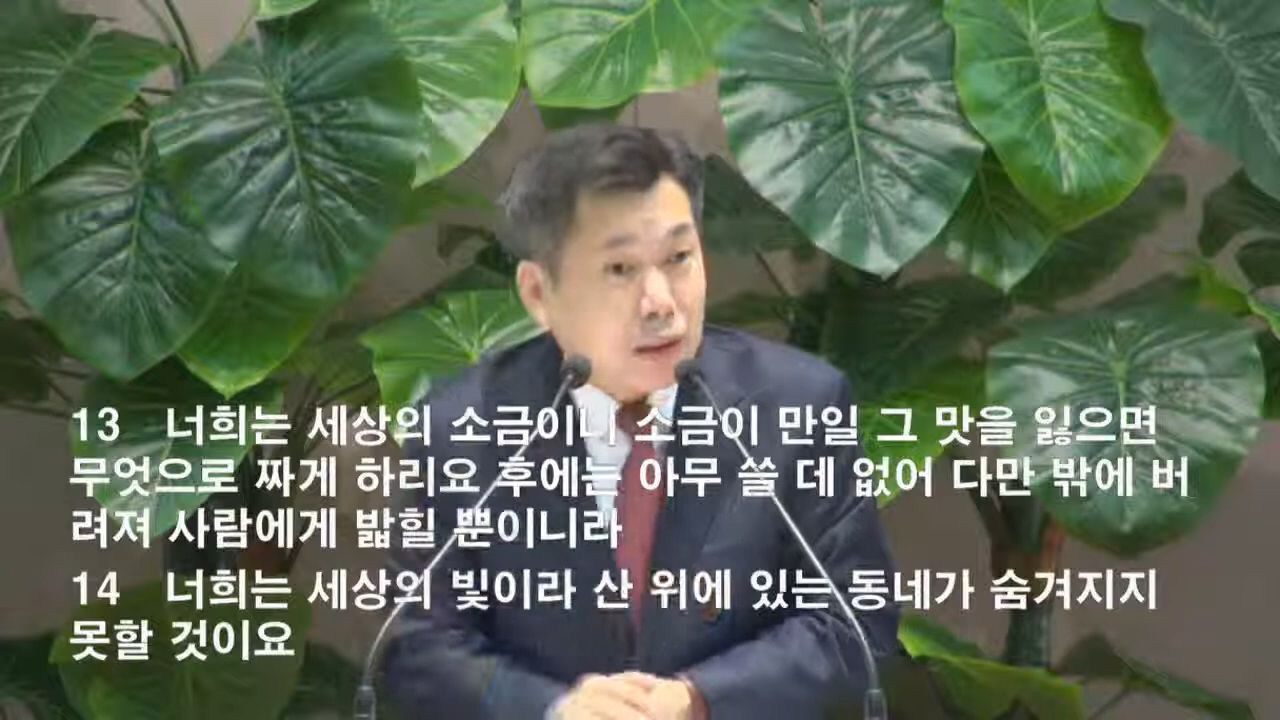 13 너희는 세상의 소금이니 소금이 만일 그 맛을 잃으면
무엇으로 짜게 하리요 후에는 아무 쓸 데 없어 다만 밖에 버
려져 사람에게 밟힐 뿐이니라
14 너희는 세상의 빛이라 산 위에 있는 동네가 숨겨지지
못할 것이요